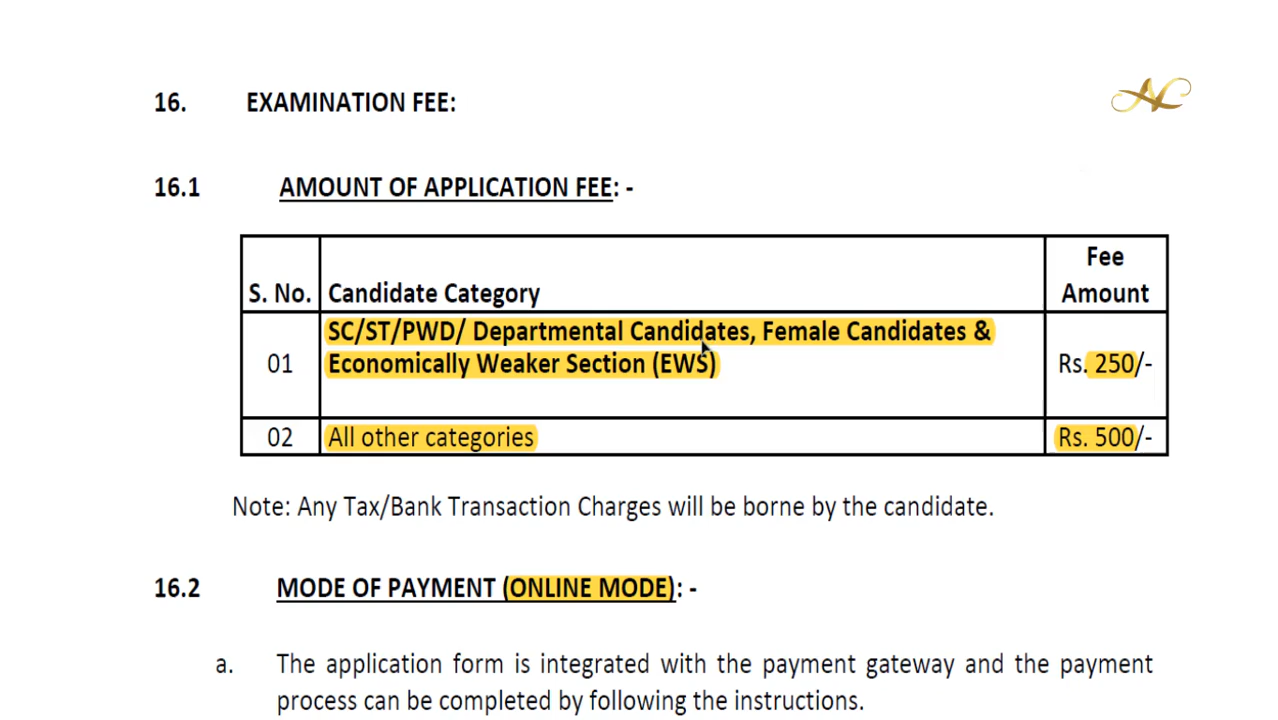 16. EXAMINATION FEE:
16.1 AMOUNT OF APPLICATION FEE: -
S. No. Candidate Category Fee Amount
01 SC/ST/PWD/ Departmental Candidates, Female Candidates &
Economically Weaker Section (EWS) Rs. 250/-
02 All other categories Rs. 500/-
Note: Any Tax/Bank Transaction Charges will be borne by the candidate.
16.2 MODE OF PAYMENT (ONLINE MODE): -
a. The application form is integrated with the payment gateway and the payment
process can be completed by following the instructions.